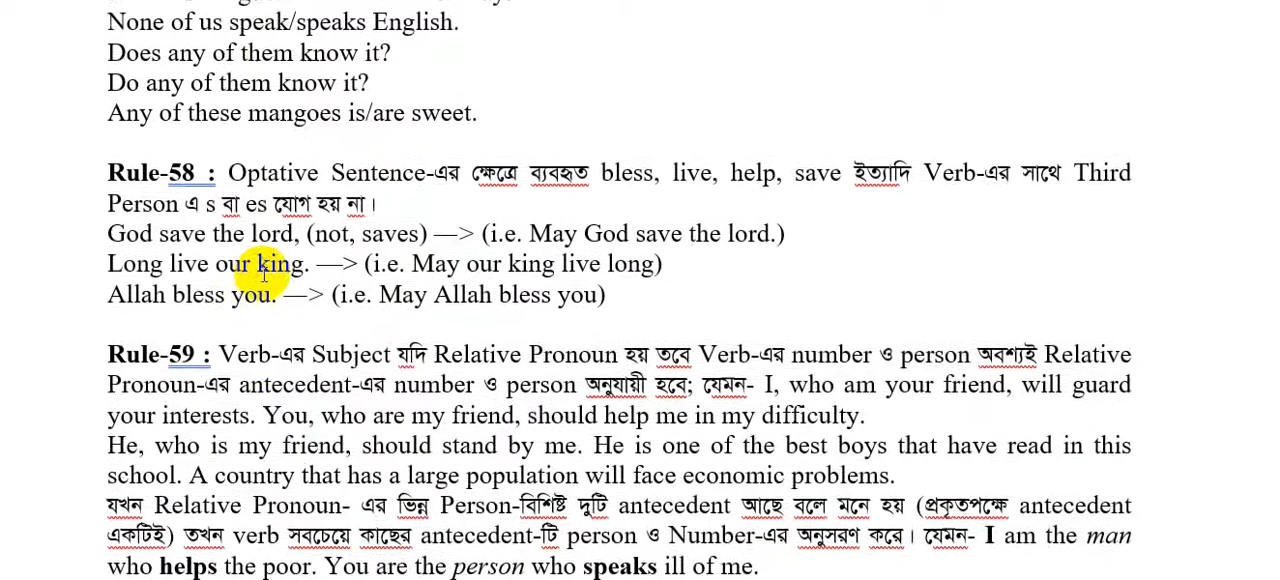 None of us speak/speaks English.
Does any of them know it?
Do any of them know it?
Any of these mangoes is/are sweet.
Rule-58 : Optative Sentence-এর ক্ষেত্রে ব্যবহৃত bless, live, help, save ইত্যাদি Verb-এর সাথে Third
Person এ s বা es যোগ হয় না।
God save the lord, (not, saves) —> (i.e. May God save the lord.)
Long live our king. —> (i.e. May our king live long)
Allah bless you. —> (i.e. May Allah bless you)
Rule-59 : Verb-এর Subject যদি Relative Pronoun হয় তবে Verb-এর number ও person অবশ্যই Relative
Pronoun-এর antecedent-এর number ও person অনুযায়ী হবে; যেমন- I, who am your friend, will guard
your interests. You, who are my friend, should help me in my difficulty.
He, who is my friend, should stand by me. He is one of the best boys that have read in this
school. A country that has a large population will face economic problems.
যখন Relative Pronoun- এর ভিন্ন Person-বিশিষ্ট দুটি antecedent আছে বলে মনে হয় (প্রকৃতপক্ষে antecedent
একটিই) তখন verb সবচেয়ে কাছের antecedent-টি person ও Number-এর অনুসরণ করে। যেমন- I am the man
who helps the poor. You are the person who speaks ill of me.